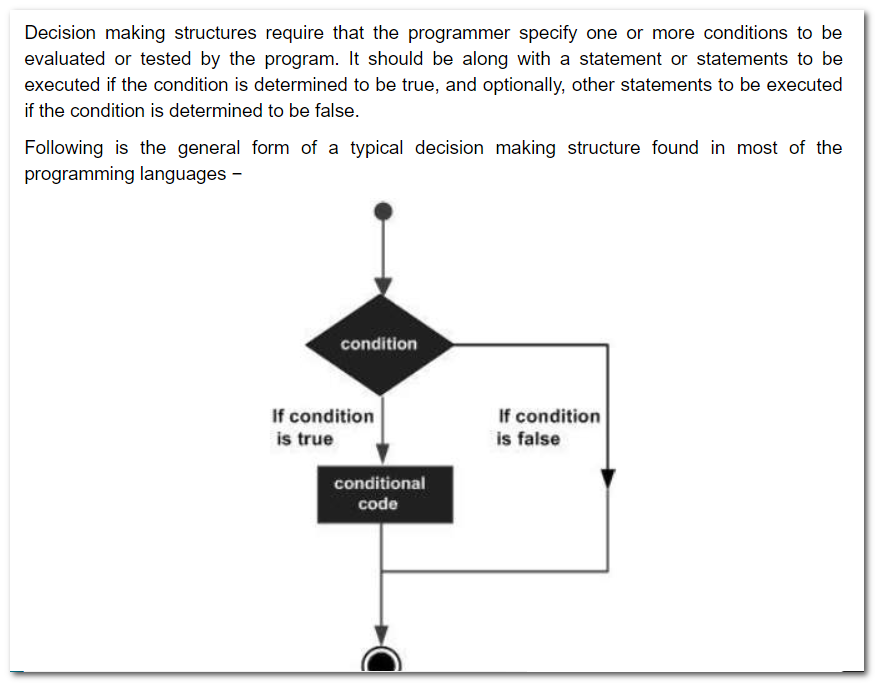 Decision making structures require that the programmer specify one or more conditions to be
evaluated or tested by the program. It should be along with a statement or statements to be
executed if the condition is determined to be true, and optionally, other statements to be executed
if the condition is determined to be false.
Following is the general form of a typical decision making structure found in most of the
programming languages −
condition
If condition
is true
If condition
is false
conditional
code